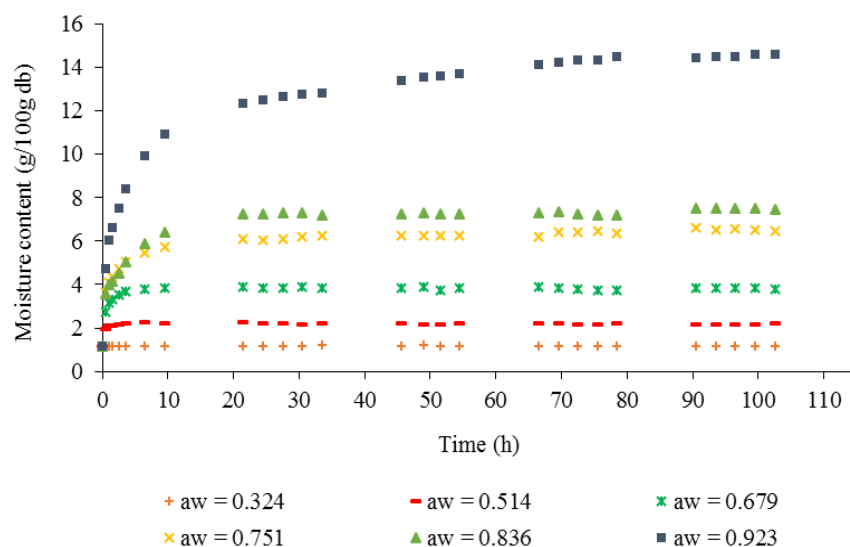 Moisture content (g/100g db)
16
14
12
10
8
6
4
2
0
0 10 20 30 40 50 60 70 80 90 100 110
Time (h)
aw = 0.324 aw = 0.514 aw = 0.679
aw = 0.751 aw = 0.836 aw = 0.923